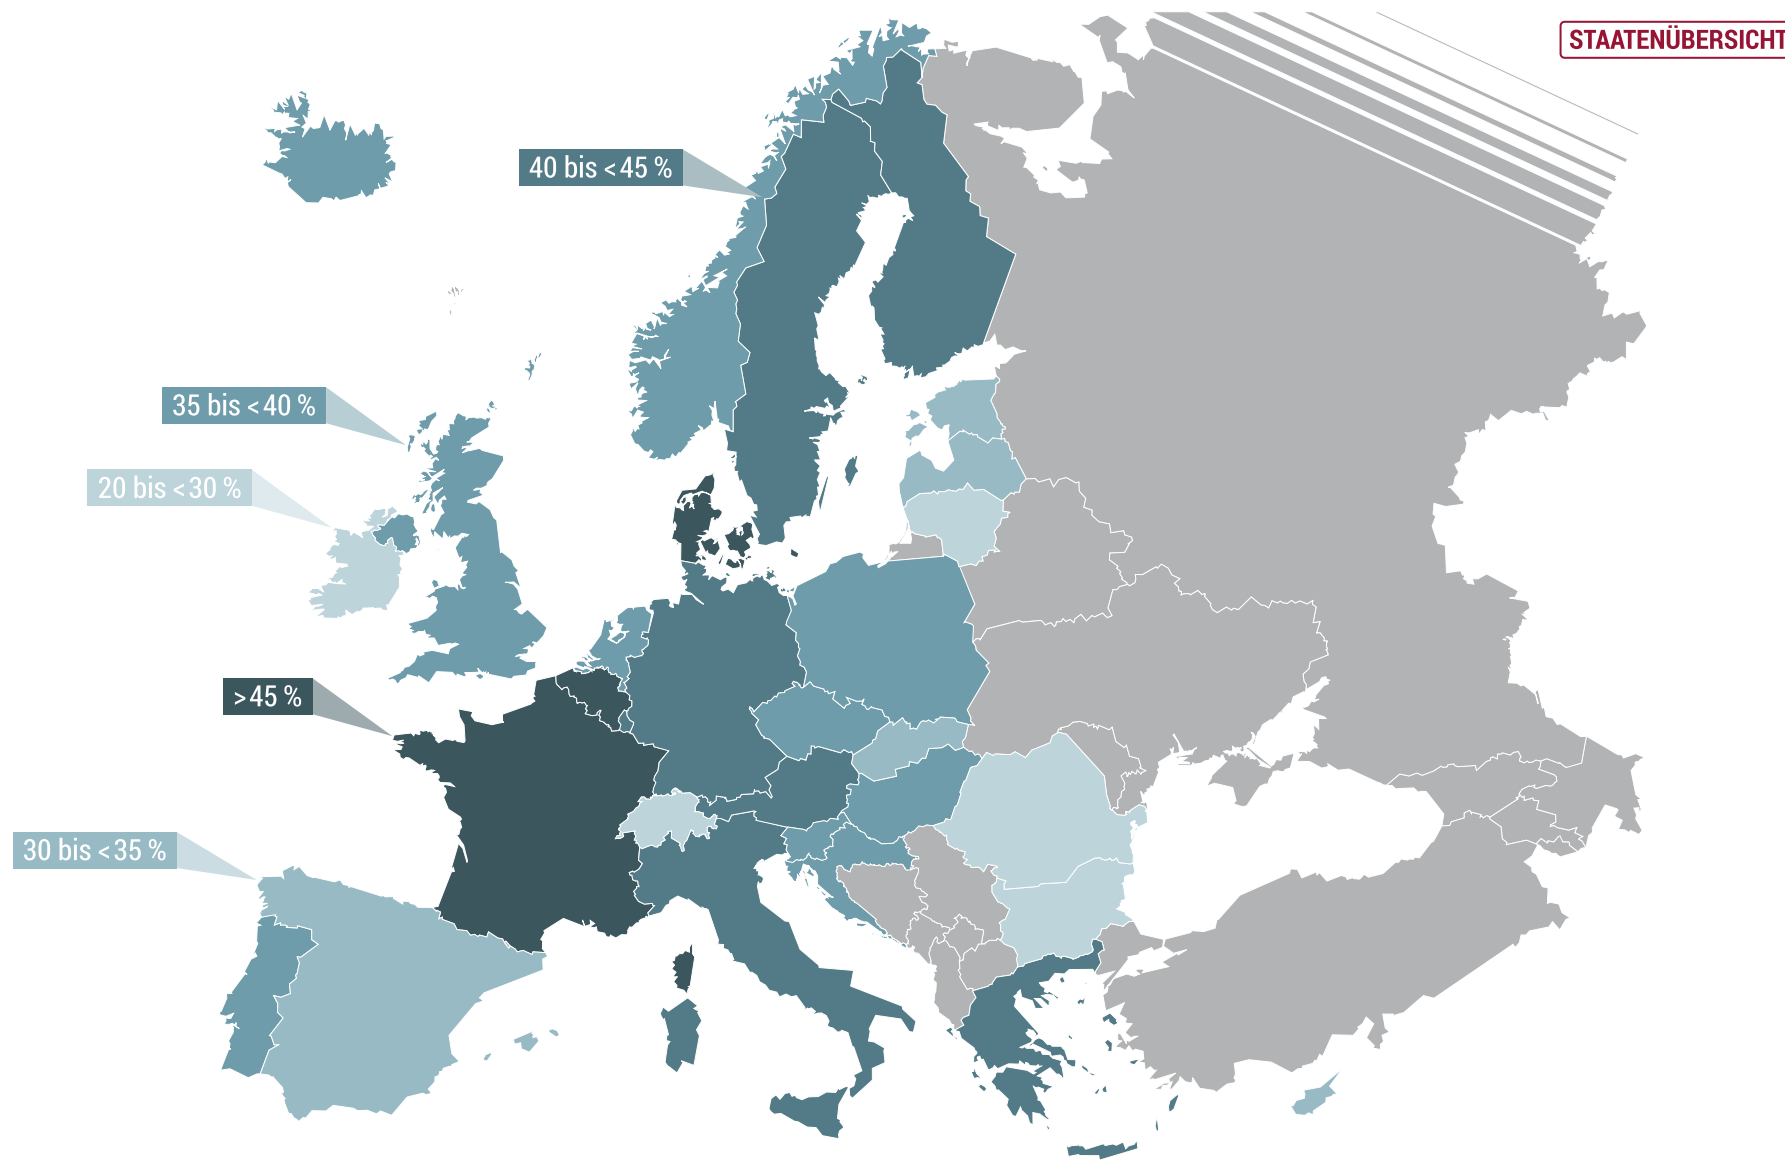 STAATENÜBERSICHT
40 bis <45 %
35 bis <40 %
20 bis <30 %
>45 %
30 bis <35 %